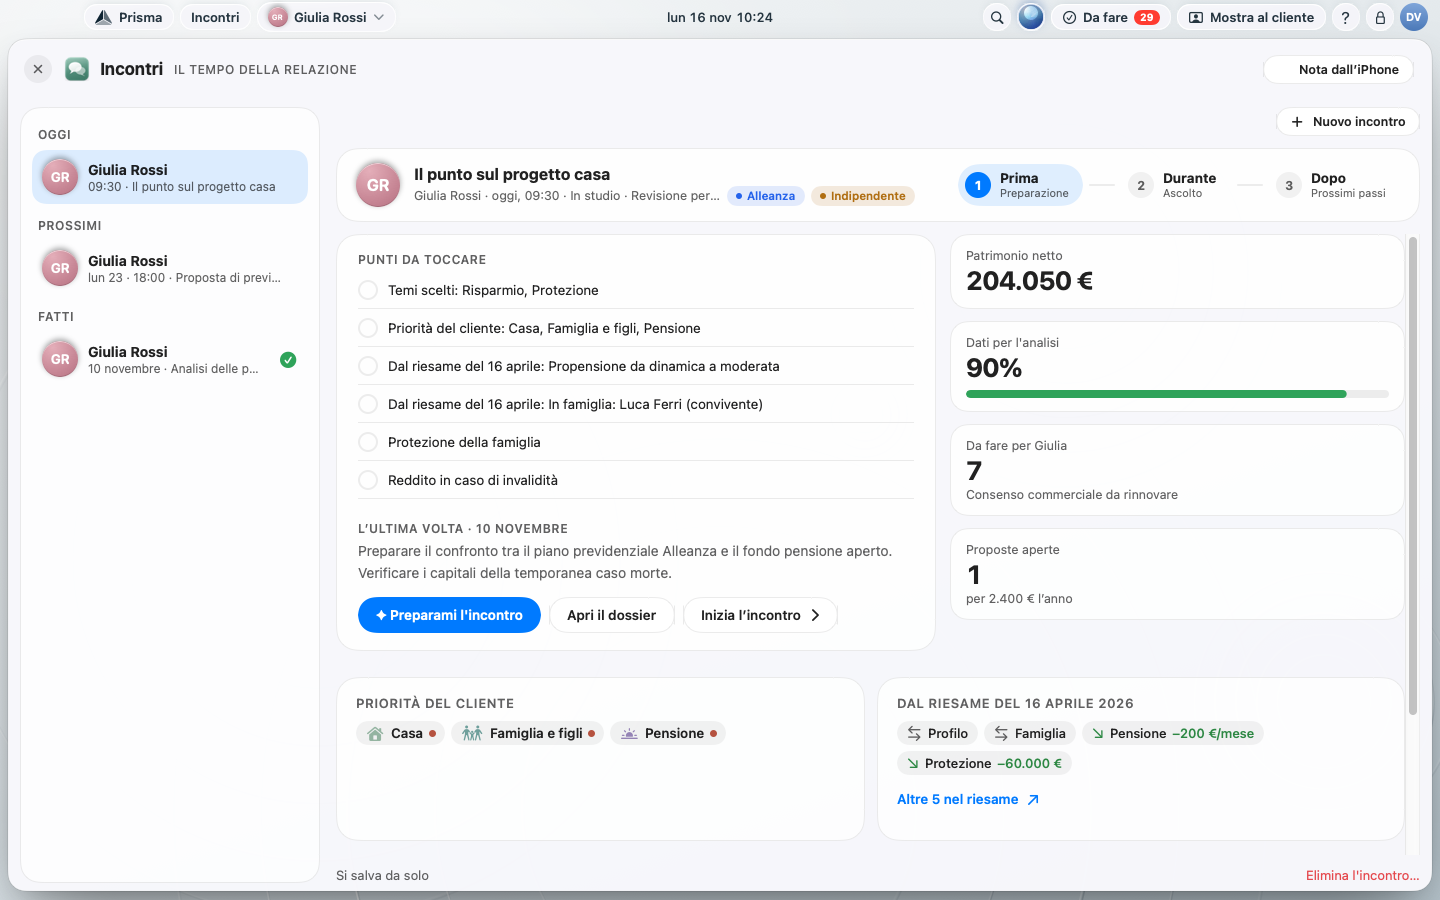 Prisma
Incontri
GR Giulia Rossi
lun 16 nov 10:24
Da fare 29
Mostra al cliente
?
DV
Incontri IL TEMPO DELLA RELAZIONE
Nota dall'iPhone
OGGI
GR
Giulia Rossi
09:30 · Il punto sul progetto casa
PROSSIMI
GR
Giulia Rossi
lun 23 · 18:00 · Proposta di previ...
FATTI
GR
Giulia Rossi
10 novembre · Analisi delle p...
+ Nuovo incontro
GR
Il punto sul progetto casa
Giulia Rossi · oggi, 09:30 · In studio · Revisione per... Alleanza Indipendente
1 Prima
Preparazione
2 Durante
Ascolto
3 Dopo
Prossimi passi
PUNTI DA TOCCARE
Temi scelti: Risparmio, Protezione
Priorità del cliente: Casa, Famiglia e figli, Pensione
Dal riesame del 16 aprile: Propensione da dinamica a moderata
Dal riesame del 16 aprile: In famiglia: Luca Ferri (convivente)
Protezione della famiglia
Reddito in caso di invalidità
L'ULTIMA VOLTA · 10 NOVEMBRE
Preparare il confronto tra il piano previdenziale Alleanza e il fondo pensione aperto.
Verificare i capitali della temporanea caso morte.
Preparami l'incontro
Apri il dossier
Inizia l'incontro
Patrimonio netto
204.050 €
Dati per l'analisi
90%
Da fare per Giulia
7
Consenso commerciale da rinnovare
Proposte aperte
1
per 2.400 € l'anno
PRIORITÀ DEL CLIENTE
Casa
Famiglia e figli
Pensione
DAL RIESAME DEL 16 APRILE 2026
Profilo
Famiglia
Pensione −200 €/mese
Protezione −60.000 €
Altre 5 nel riesame
Si salva da solo
Elimina l'incontro...